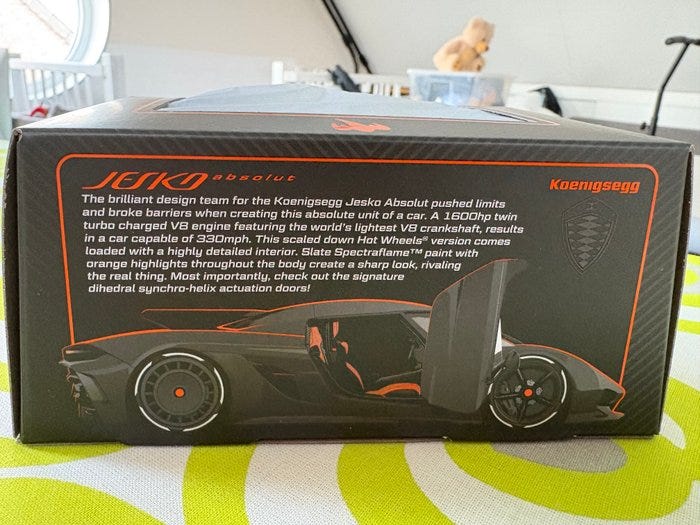 JESKO absolut
Koenigsegg
The brilliant design team for the Koenigsegg Jesko Absolut pushed limits
and broke barriers when creating this absolute unit of a car. A 1600hp twin
turbo charged V8 engine featuring the world's lightest V8 crankshaft, results
in a car capable of 330mph. This scaled down Hot Wheels® version comes
loaded with a highly detailed interior. Slate Spectraflame™ paint with
orange highlights throughout the body create a sharp look, rivaling
the real thing. Most importantly, check out the signature
dihedral synchro-helix actuation doors!